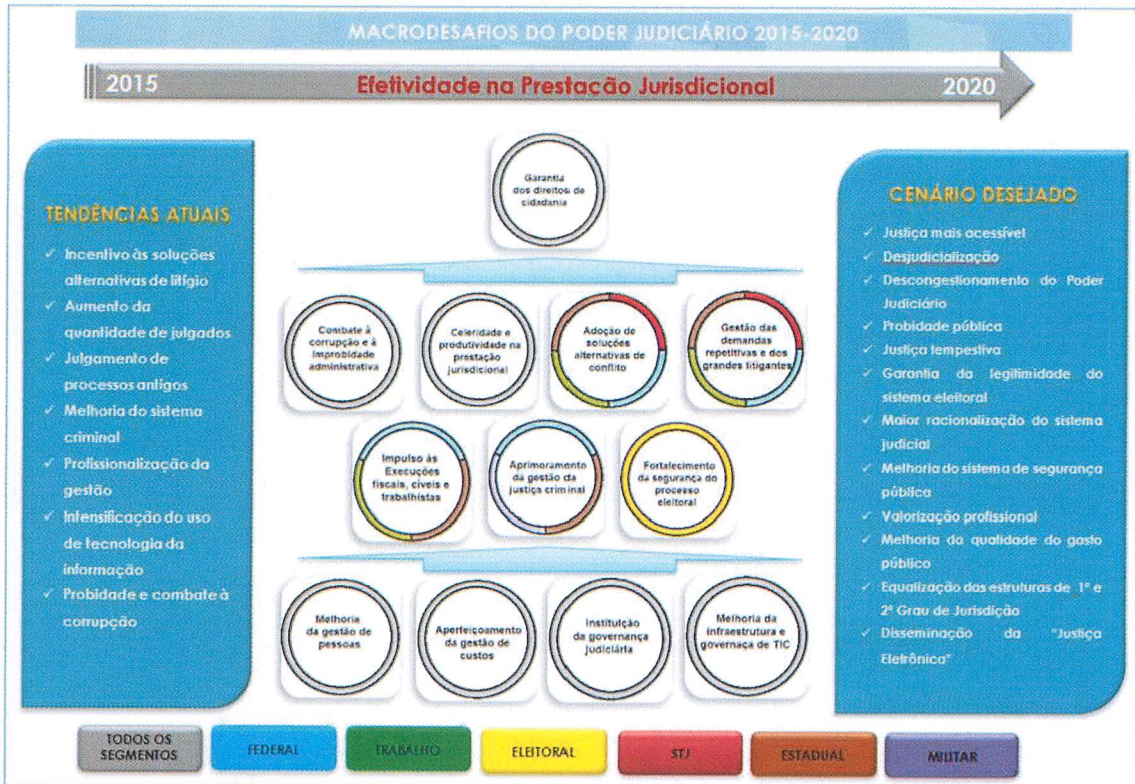 MACRODESAFIOS DO PODER JUDICIÁRIO 2015-2020
2015
Efetividade na Prestação Jurisdicional
2020
Garantia
dos direitos de
cidadania
TENDÊNCIAS ATUAIS
✓ Incentivo às soluções
alternativas de litígio
✓ Aumento da
quantidade de julgados
✓ Julgamento de
processos antigos
✓ Melhoria do sistema
criminal
✓ Profissionalização da
gestão
✓ Intensificação do uso
de tecnologia da
informação
✓ Probidade e combate à
corrupção
Combate à
corrupção e à
improbidade
administrativa
Celeridade e
produtividade na
prestação
jurisdicional
Adoção de
soluções
alternativas de
conflito
Gestão das
demandas
repetitivas e dos
grandes litigantes
Impulso às
Execuções
fiscais, cíveis e
trabalhistas
Aprimoramento
da gestão da
justiça criminal
Fortalecimento
da segurança do
processo
eleitoral
Melhoria
da gestão de
pessoas
Aperfeiçoamento
da gestão de
custos
Instituição
da governança
judiciária
Melhoria da
infraestrutura e
governaça de TIC
CENÁRIO DESEJADO
✓ Justiça mais acessível
✓ Desjudicialização
✓ Descongestionamento do Poder
Judiciário
✓ Probidade pública
✓ Justiça tempestiva
✓ Garantia da legitimidade do
sistema eleitoral
✓ Maior racionalização do sistema
judicial
✓ Melhoria do sistema de segurança
pública
✓ Valorização profissional
✓ Melhoria da qualidade do gasto
público
✓ Equalização das estruturas de 1º e
2º Grau de Jurisdição
✓ Disseminação da "Justiça
Eletrônica"
TODOS OS
SEGMENTOS
FEDERAL
TRABALHO
ELEITORAL
STJ
ESTADUAL
MILITAR